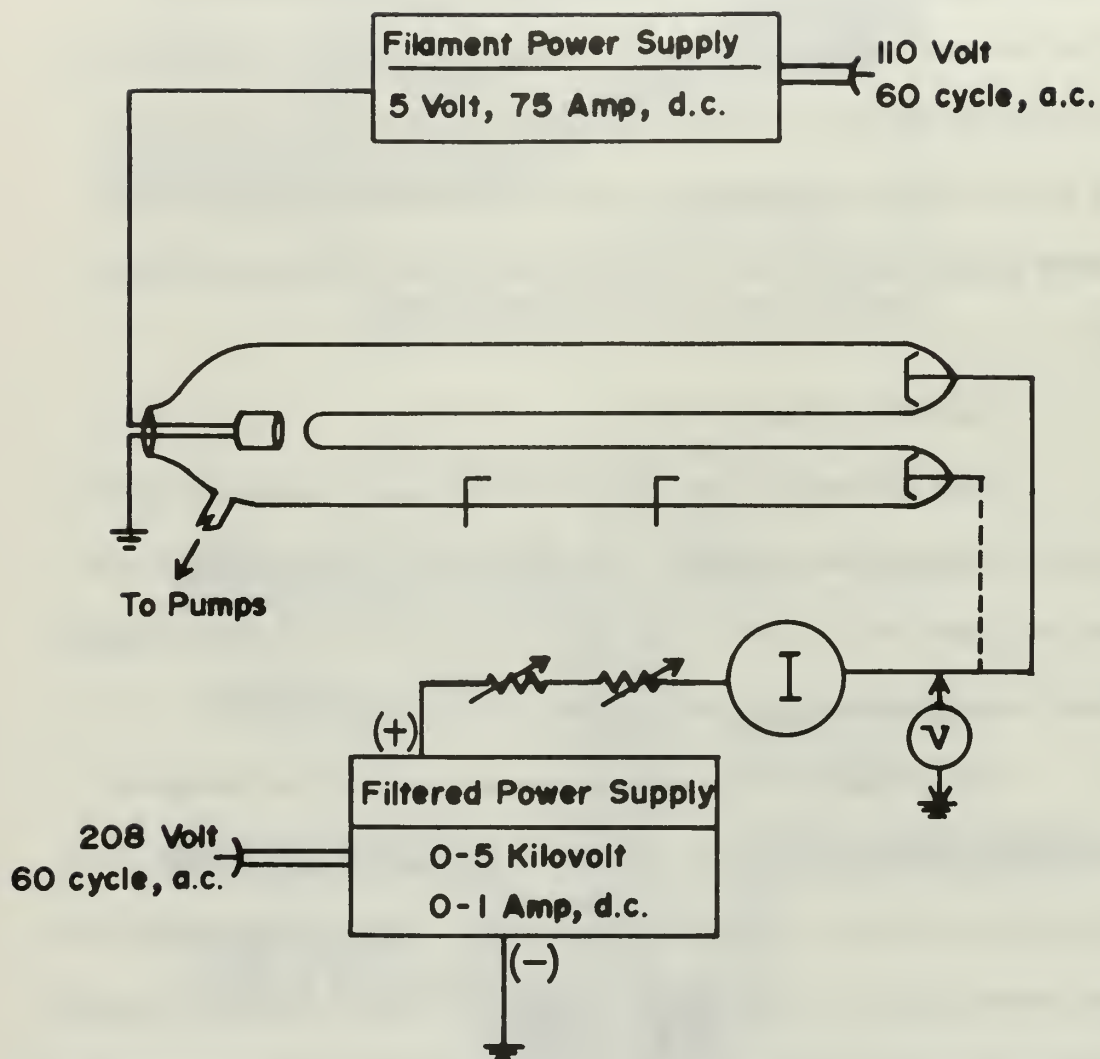 Filament Power Supply
5 Volt, 75 Amp, d.c.
110 Volt
60 cycle, a.c.
To Pumps
I
V
(+)
Filtered Power Supply
0-5 Kilovolt
0-1 Amp, d.c.
208 Volt
60 cycle, a.c.
(-)